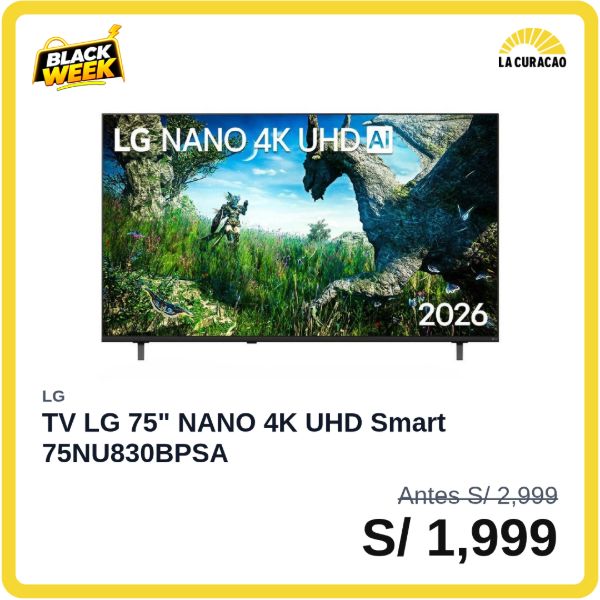 BLACK
WEEK
LA CURACAO
LG NANO 4K UHD AI
2026
LG
TV LG 75" NANO 4K UHD Smart
75NU830BPSA
Antes S/ 2,999
S/ 1,999